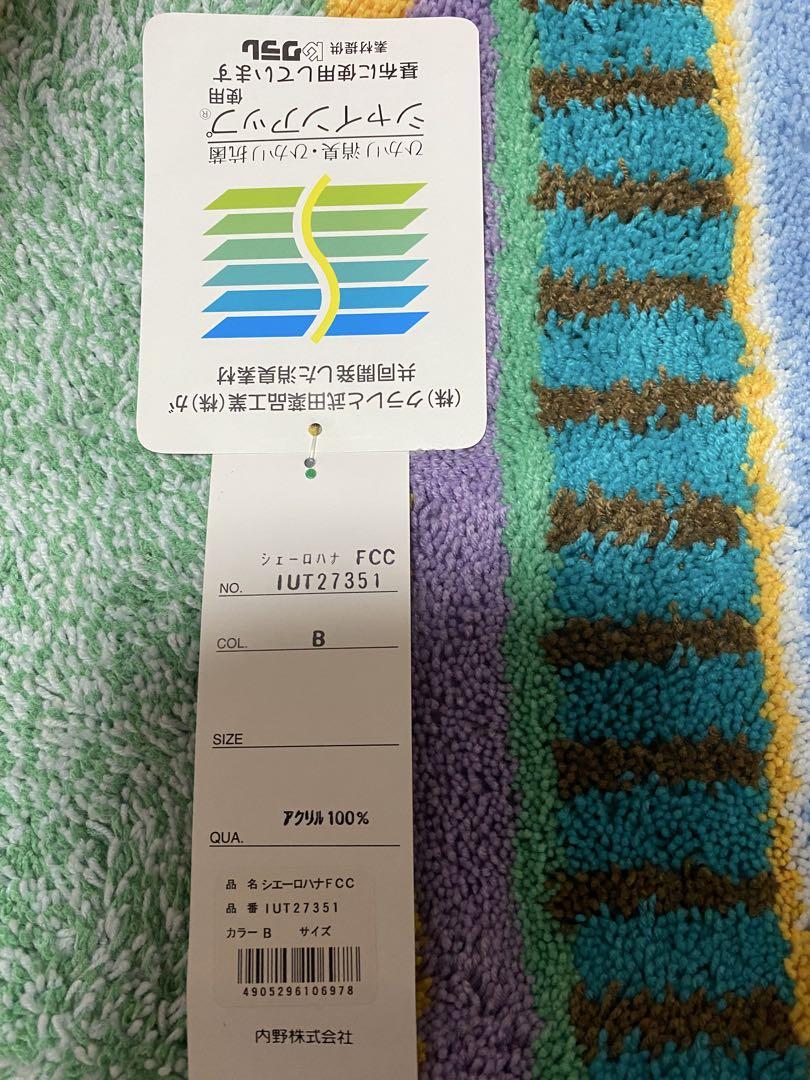 (株)クラレと武田薬品工業(株)が
共同開発した消臭素材
ひかり消臭・ひかり抗菌
シャインアップ®
使用
基布に使用しています
素材提供 クラレ
シエーロハナ FCC
NO. IUT27351
COL. B
SIZE
QUA. アクリル100%
品 名 シエーロハナFCC
品 番 IUT27351
カラー B サイズ
4905296106978
内野株式会社